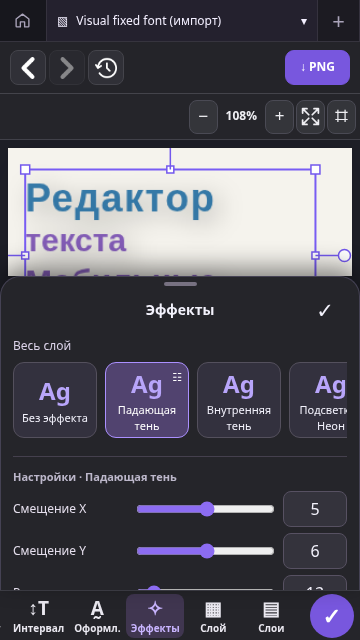 Visual fixed font (импорт)
↓ PNG
108%
Редактор
текста
Эффекты
Весь слой
Ag Ag Ag Ag
Без эффекта
Падающая
тень
Внутренняя
тень
Неон
Настройки · Падающая тень
Смещение X 5
Смещение Y 6
Интервал Оформл. Эффекты Слой Слои